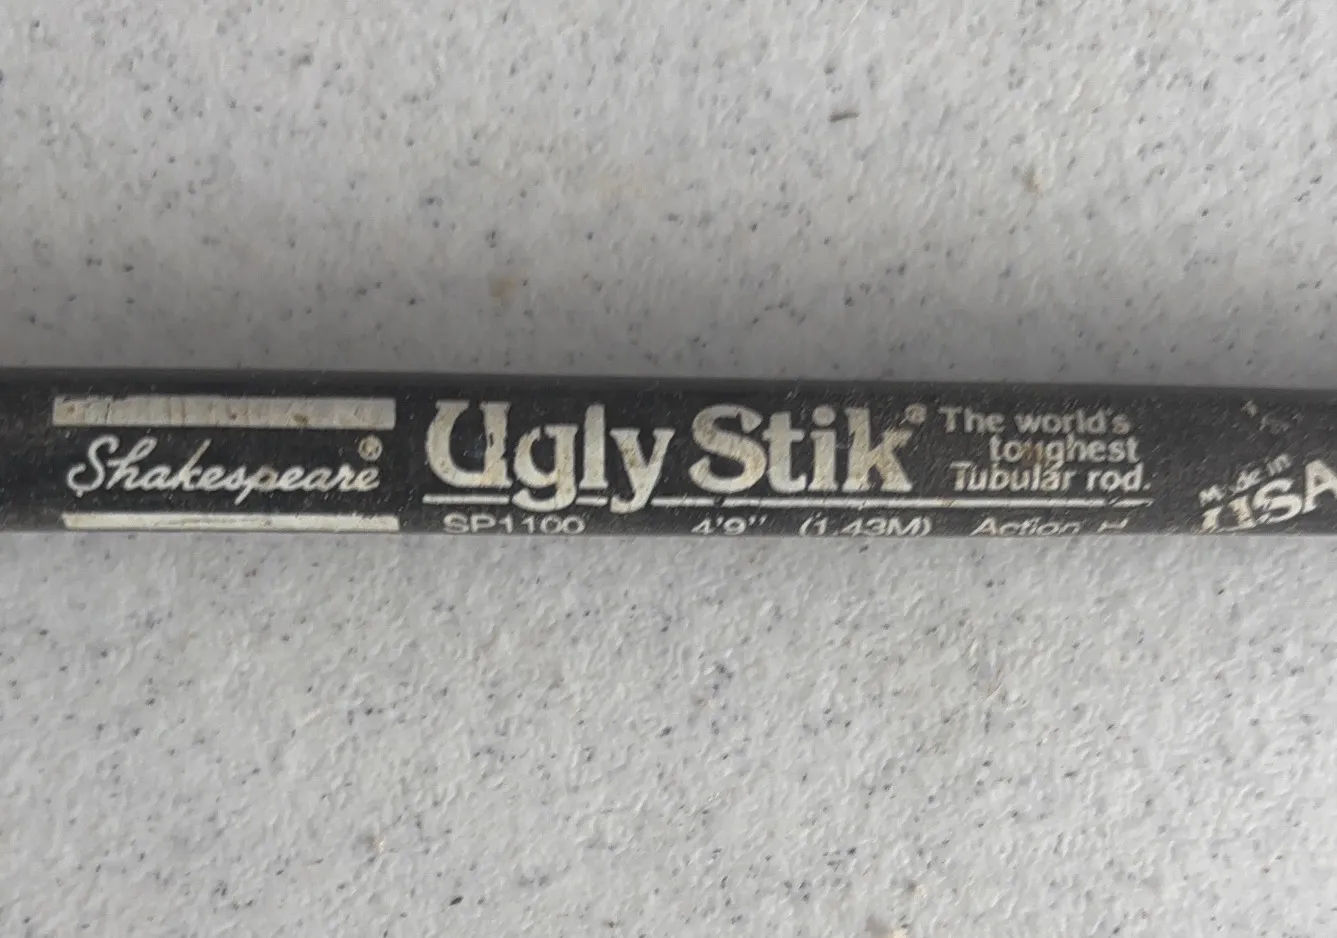 Shakespeare®
Ugly Stik®
The world's
toughest
Tubular rod.
SP1100 4'9" (1.43M) Action H
Made in
USA